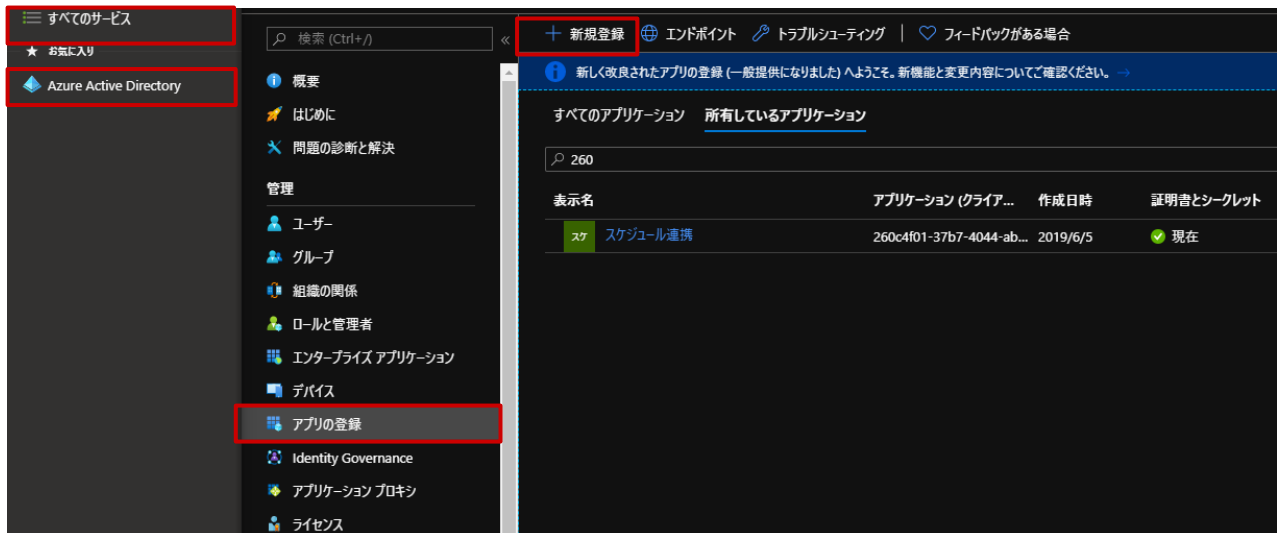 すべてのサービス
お気に入り
Azure Active Directory
検索 (Ctrl+/)
概要
はじめに
問題の診断と解決
管理
ユーザー
グループ
組織の関係
ロールと管理者
エンタープライズ アプリケーション
デバイス
アプリの登録
Identity Governance
アプリケーション プロキシ
ライセンス
新規登録 エンドポイント トラブルシューティング フィードバックがある場合
新しく改良されたアプリの登録 (一般提供になりました) へようこそ。新機能と変更内容についてご確認ください。 →
すべてのアプリケーション 所有しているアプリケーション
260
表示名 アプリケーション (クライア... 作成日時 証明書とシークレット
スケ スケジュール連携 260c4f01-37b7-4044-ab... 2019/6/5 現在